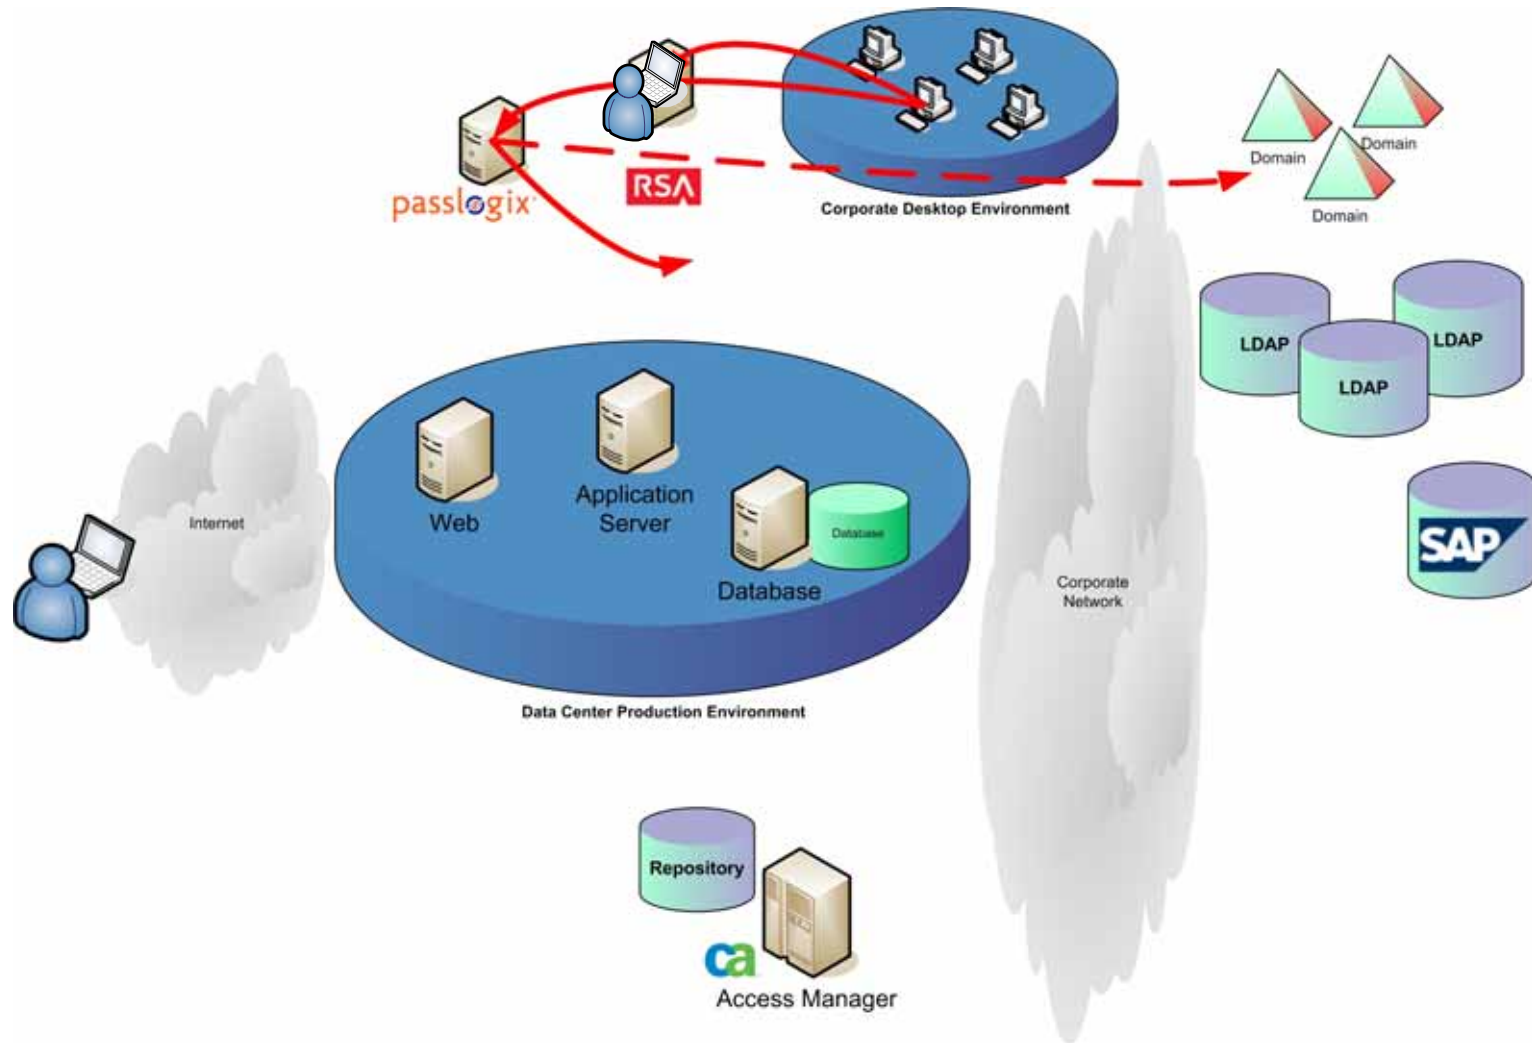 Domain
Domain
Domain
passlogix
RSA
Corporate Desktop Environment
LDAP
LDAP
LDAP
Internet
Web
Application
Server
Database
Database
SAP
Corporate
Network
Data Center Production Environment
Repository
ca
Access Manager